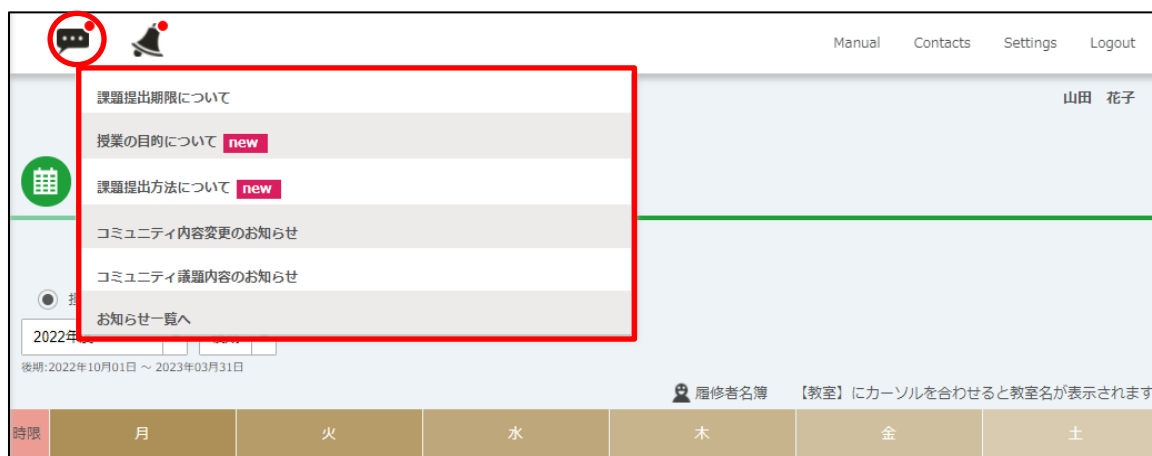 Manual Contacts Settings Logout
課題提出期限について
山田 花子
授業の目的について new
課題提出方法について new
コミュニティ内容変更のお知らせ
コミュニティ議題内容のお知らせ
お知らせ一覧へ
2022年
後期:2022年10月01日 ～ 2023年03月31日
履修者名簿 【教室】にカーソルを合わせると教室名が表示されます
時限 月 火 水 木 金 土